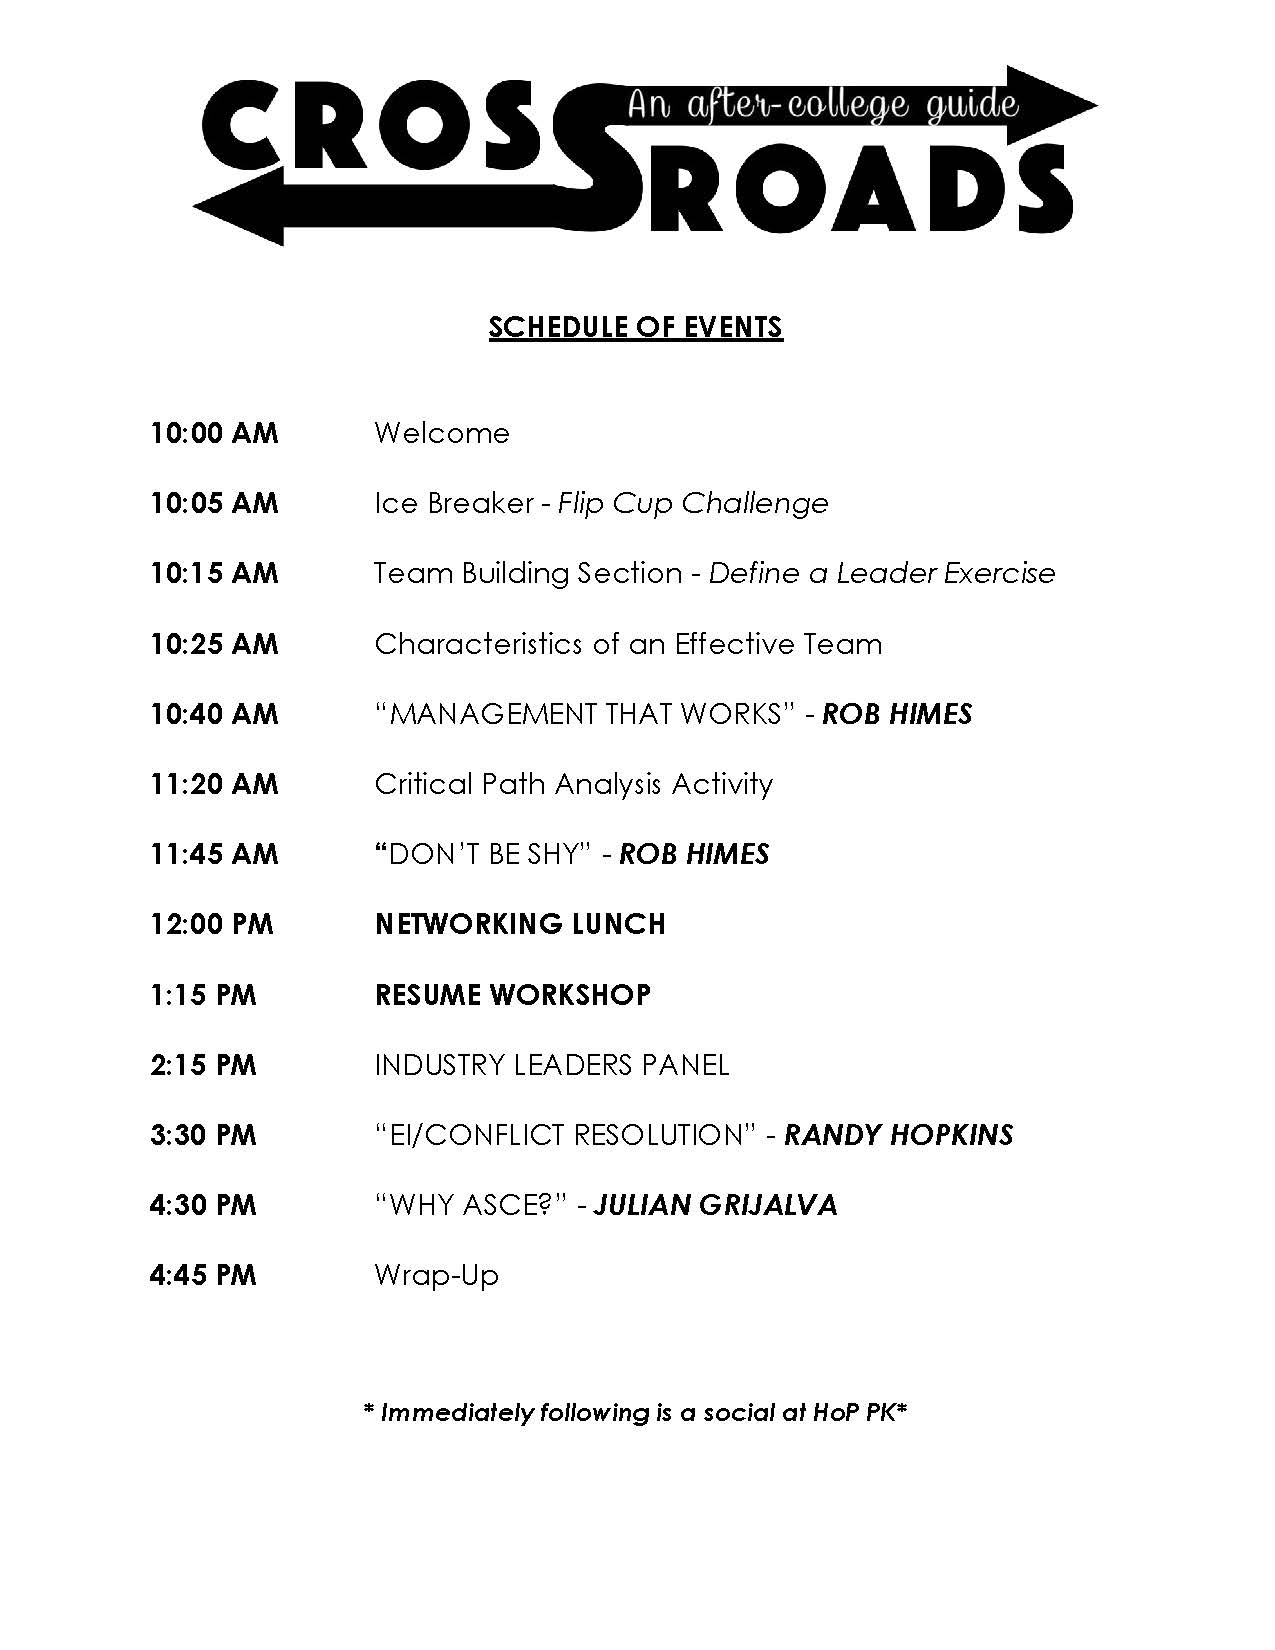 CROSSROADS
An after-college guide
SCHEDULE OF EVENTS
10:00 AM Welcome
10:05 AM Ice Breaker - Flip Cup Challenge
10:15 AM Team Building Section - Define a Leader Exercise
10:25 AM Characteristics of an Effective Team
10:40 AM “MANAGEMENT THAT WORKS” - ROB HIMES
11:20 AM Critical Path Analysis Activity
11:45 AM “DON’T BE SHY” - ROB HIMES
12:00 PM NETWORKING LUNCH
1:15 PM RESUME WORKSHOP
2:15 PM INDUSTRY LEADERS PANEL
3:30 PM “EI/CONFLICT RESOLUTION” - RANDY HOPKINS
4:30 PM “WHY ASCE?” - JULIAN GRIJALVA
4:45 PM Wrap-Up
* Immediately following is a social at HoP PK*